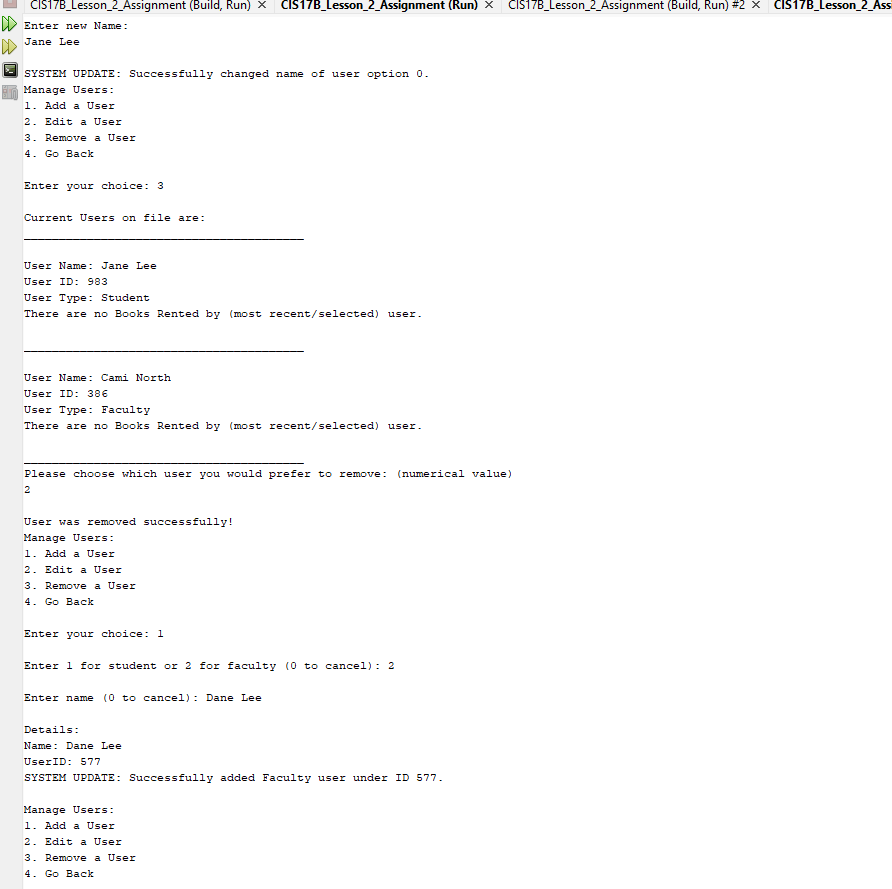 CIS17B_Lesson_2_Assignment (Build, Run) × CIS17B_Lesson_2_Assignment (Run) × CIS17B_Lesson_2_Assignment (Build, Run) #2 × CIS17B_Lesson_2_Ass
Enter new Name:
Jane Lee
SYSTEM UPDATE: Successfully changed name of user option 0.
Manage Users:
1. Add a User
2. Edit a User
3. Remove a User
4. Go Back
Enter your choice: 3
Current Users on file are:
________________________________________
User Name: Jane Lee
User ID: 983
User Type: Student
There are no Books Rented by (most recent/selected) user.
________________________________________
User Name: Cami North
User ID: 386
User Type: Faculty
There are no Books Rented by (most recent/selected) user.
________________________________________
Please choose which user you would prefer to remove: (numerical value)
2
User was removed successfully!
Manage Users:
1. Add a User
2. Edit a User
3. Remove a User
4. Go Back
Enter your choice: 1
Enter 1 for student or 2 for faculty (0 to cancel): 2
Enter name (0 to cancel): Dane Lee
Details:
Name: Dane Lee
UserID: 577
SYSTEM UPDATE: Successfully added Faculty user under ID 577.
Manage Users:
1. Add a User
2. Edit a User
3. Remove a User
4. Go Back